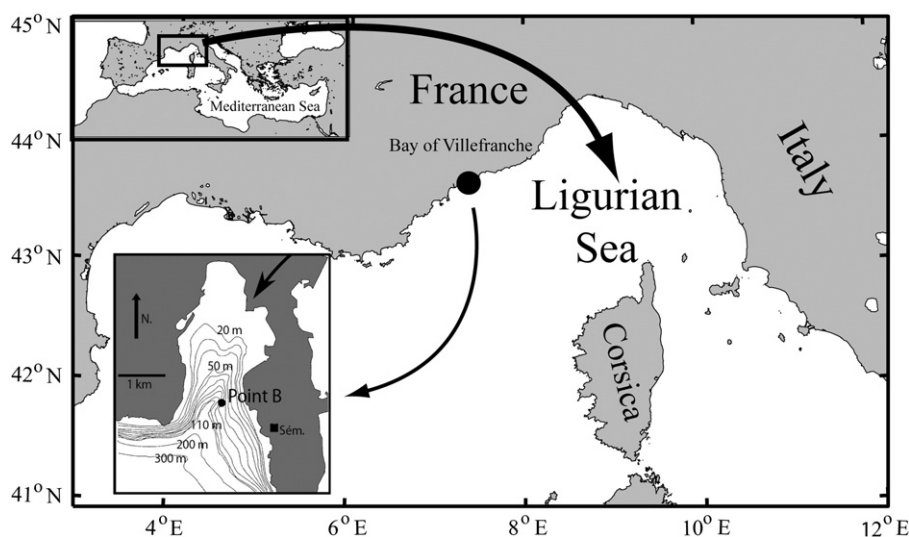 45°N
44°N
43°N
42°N
41°N
Mediterranean Sea
France
Bay of Villefranche
Ligurian
Sea
Italy
Corsica
N.
1 km
20 m
50 m
Point B
110 m
Sém.
200 m
300 m
4°E
6°E
8°E
10°E
12°E